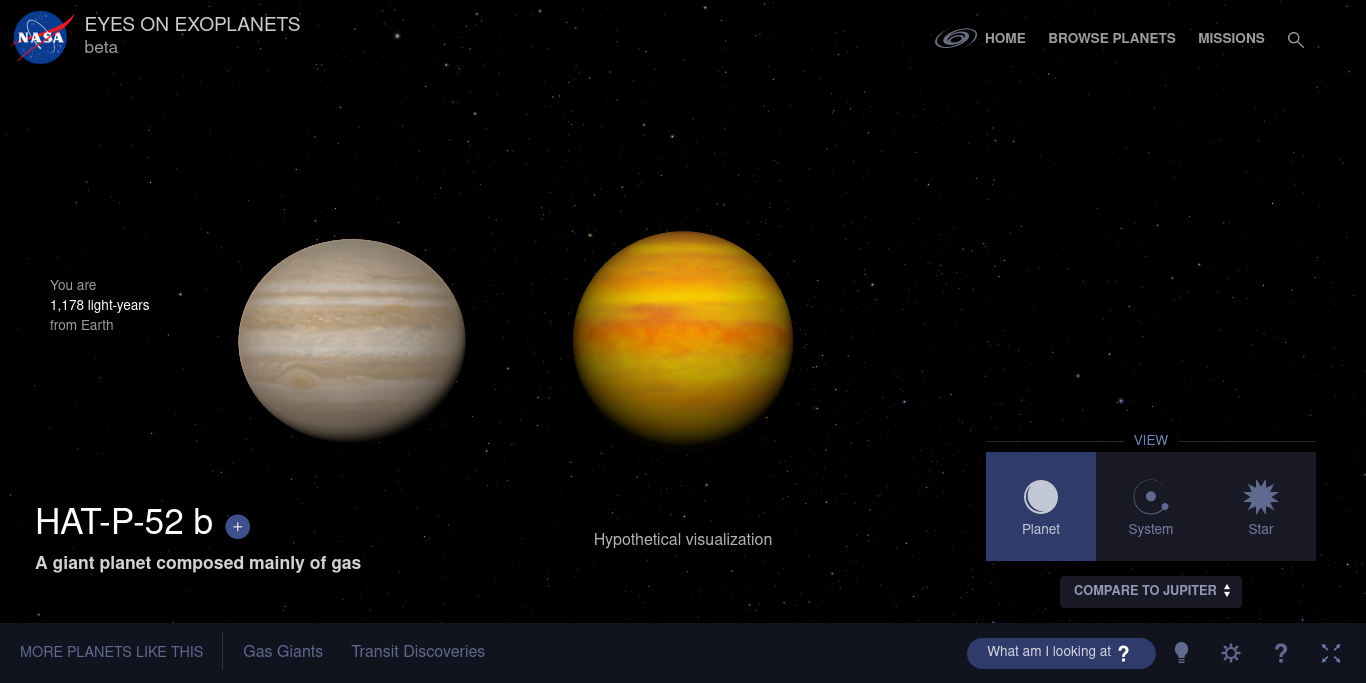 NASA
EYES ON EXOPLANETS
beta
HOME
BROWSE PLANETS
MISSIONS
You are
1,178 light-years
from Earth
HAT-P-52 b +
A giant planet composed mainly of gas
Hypothetical visualization
VIEW
Planet
System
Star
COMPARE TO JUPITER
MORE PLANETS LIKE THIS
Gas Giants
Transit Discoveries
What am I looking at ?
?